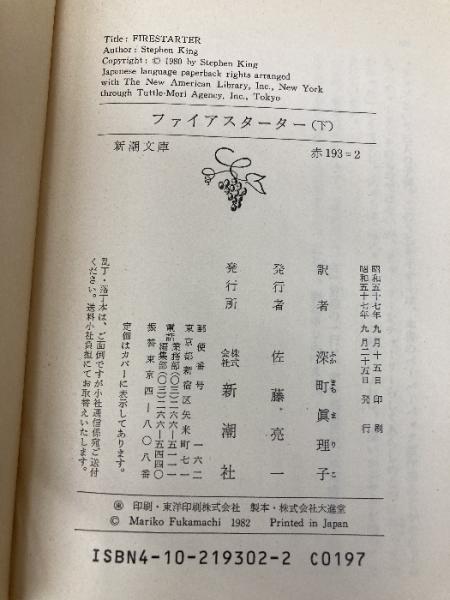 Title: FIRESTARTER
Author: Stephen King
Copyright: © 1980 by Stephen King
Japanese language paperback rights arranged
with The New American Library, Inc., New York
through Tuttle-Mori Agency, Inc., Tokyo
ファイアスターター(下)
新潮文庫
赤193=2
昭和五十七年九月十五日印刷
昭和五十七年九月二十五日発行
訳者 深町眞理子
ふか まち まり こ
発行者 佐藤亮一
発行所 株式会社 新潮社
郵便番号 一六二
東京都新宿区矢来町七一
電話 業務部(〇三)二六六―五一一一
編集部(〇三)二六六―五四四〇
振替東京四―八〇八番
定価はカバーに表示してあります。
乱丁・落丁本は、ご面倒ですが小社通信係宛ご送付
ください。送料小社負担にてお取替えいたします。
印刷・東洋印刷株式会社 製本・株式会社大進堂
© Mariko Fukamachi 1982 Printed in Japan
ISBN4-10-219302-2 C0197